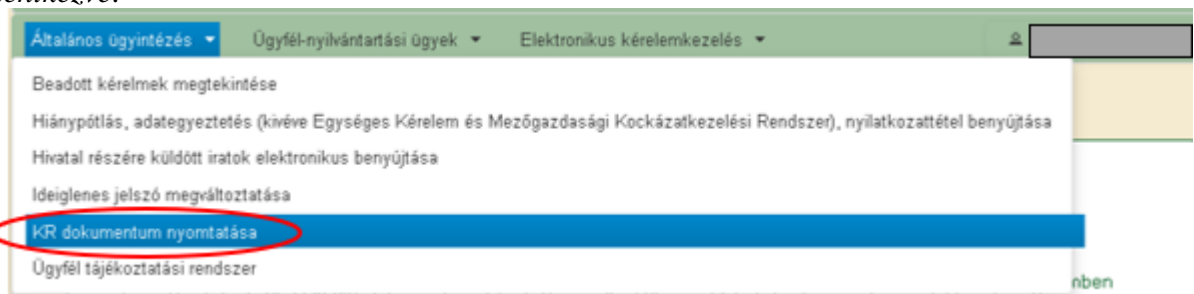 Általános ügyintézés Ügyfél-nyilvántartási ügyek Elektronikus kérelemkezelés
Beadott kérelmek megtekintése
Hiánypótlás, adategyeztetés (kivéve Egységes Kérelem és Mezőgazdasági Kockázatkezelési Rendszer), nyilatkozattétel benyújtása
Hivatal részére küldött iratok elektronikus benyújtása
Ideiglenes jelszó megváltoztatása
KR dokumentum nyomtatása
Ügyfél tájékoztatási rendszer
mben